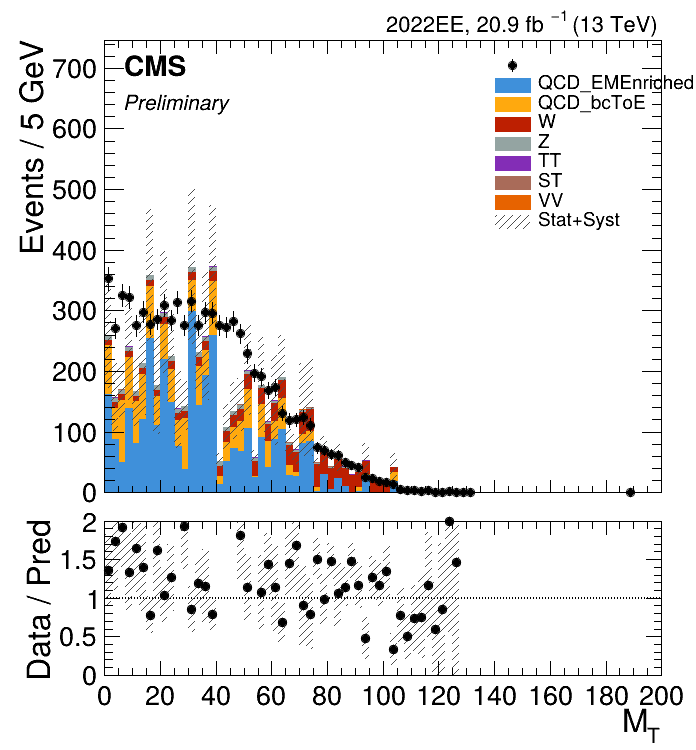 2022EE, 20.9 fb⁻¹ (13 TeV)
CMS
Preliminary
Events / 5 GeV
700
600
500
400
300
200
100
0
QCD_EMEnriched
QCD_bcToE
W
Z
TT
ST
VV
Stat+Syst
Data / Pred
2
1.5
1
0.5
0
0 20 40 60 80 100 120 140 160 180 200
M_T